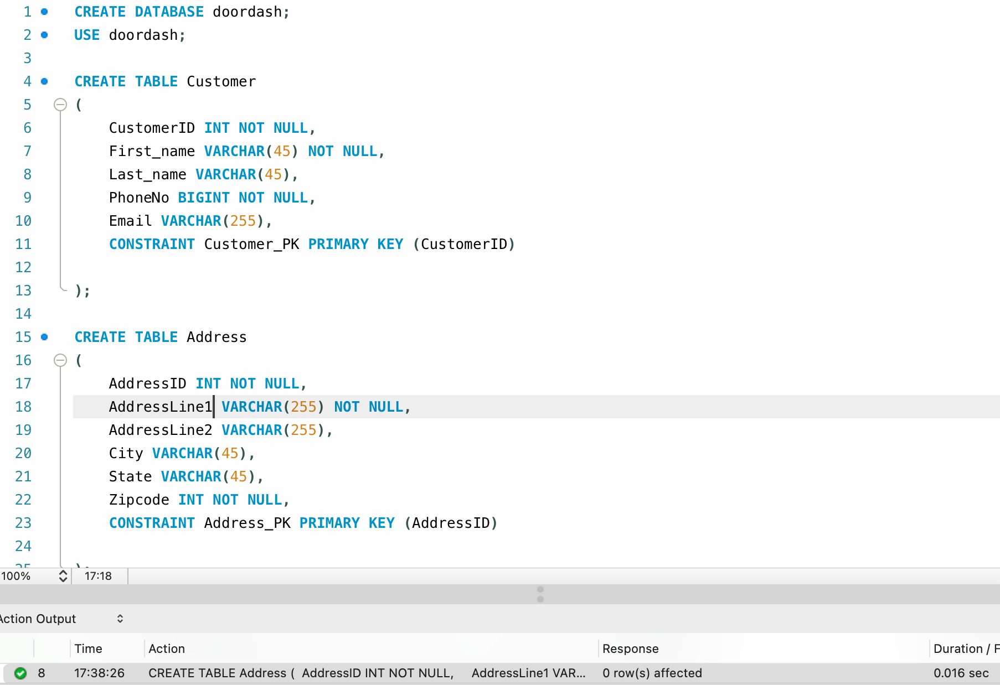 1 CREATE DATABASE doordash;
2 USE doordash;
3
4 CREATE TABLE Customer
5 (
6 CustomerID INT NOT NULL,
7 First_name VARCHAR(45) NOT NULL,
8 Last_name VARCHAR(45),
9 PhoneNo BIGINT NOT NULL,
10 Email VARCHAR(255),
11 CONSTRAINT Customer_PK PRIMARY KEY (CustomerID)
12
13 );
14
15 CREATE TABLE Address
16 (
17 AddressID INT NOT NULL,
18 AddressLine1 VARCHAR(255) NOT NULL,
19 AddressLine2 VARCHAR(255),
20 City VARCHAR(45),
21 State VARCHAR(45),
22 Zipcode INT NOT NULL,
23 CONSTRAINT Address_PK PRIMARY KEY (AddressID)
24
25 );
100% 17:18
Action Output
Time Action Response Duration / F
8 17:38:26 CREATE TABLE Address ( AddressID INT NOT NULL, AddressLine1 VAR... 0 row(s) affected 0.016 sec